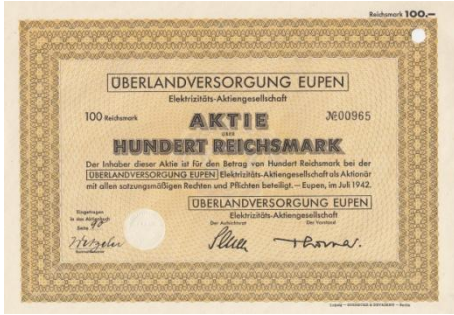 Reichsmark 100.—
ÜBERLANDVERSORGUNG EUPEN
Elektrizitäts-Aktiengesellschaft
100 Reichsmark
№00965
AKTIE
ÜBER
HUNDERT REICHSMARK
Der Inhaber dieser Aktie ist für den Betrag von Hundert Reichsmark bei der
ÜBERLANDVERSORGUNG EUPEN Elektrizitäts-Aktiengesellschaft als Aktionär
mit allen satzungsmäßigen Rechten und Pflichten beteiligt. — Eupen, im Juli 1942.
ÜBERLANDVERSORGUNG EUPEN
Elektrizitäts-Aktiengesellschaft
Eingetragen
in das Aktienbuch
Seite
Der Aufsichtsrat
Der Vorstand